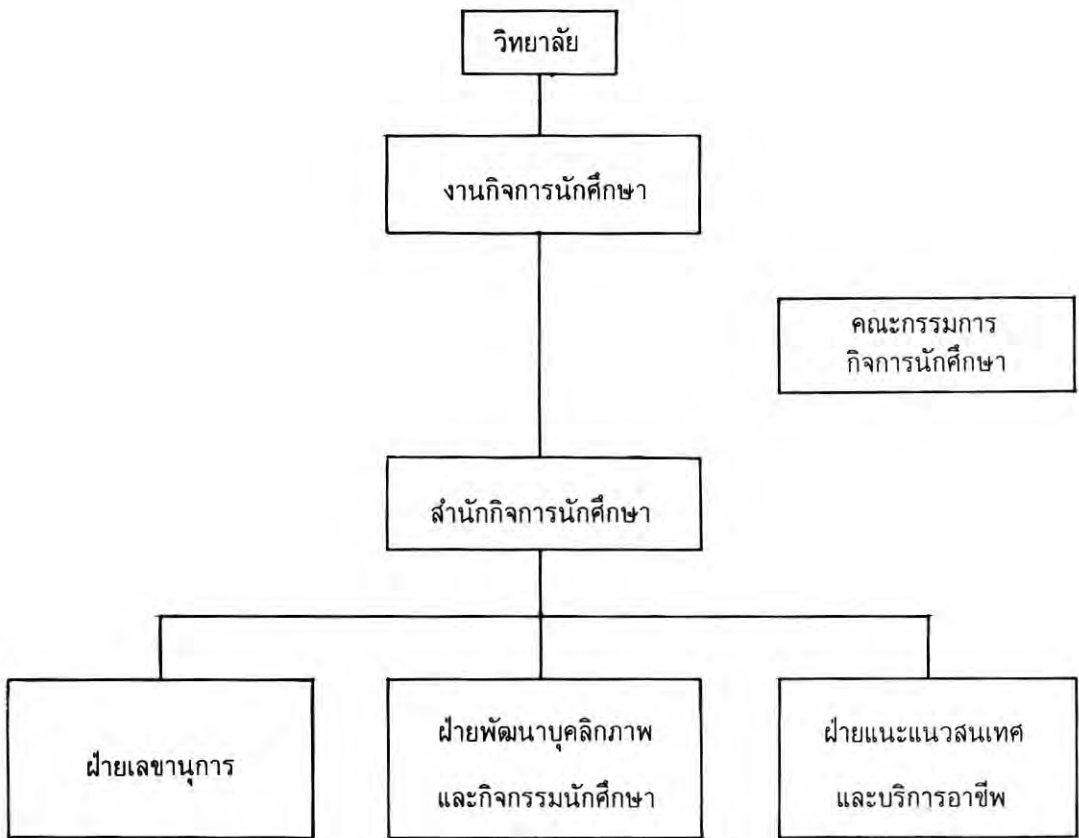 วิทยาลัย
งานกิจการนักศึกษา
คณะกรรมการ
กิจการนักศึกษา
สำนักกิจการนักศึกษา
ฝ่ายเลขานุการ
ฝ่ายพัฒนาบุคลิกภาพ
และกิจกรรมนักศึกษา
ฝ่ายแนะแนวสนเทศ
และบริการอาชีพ